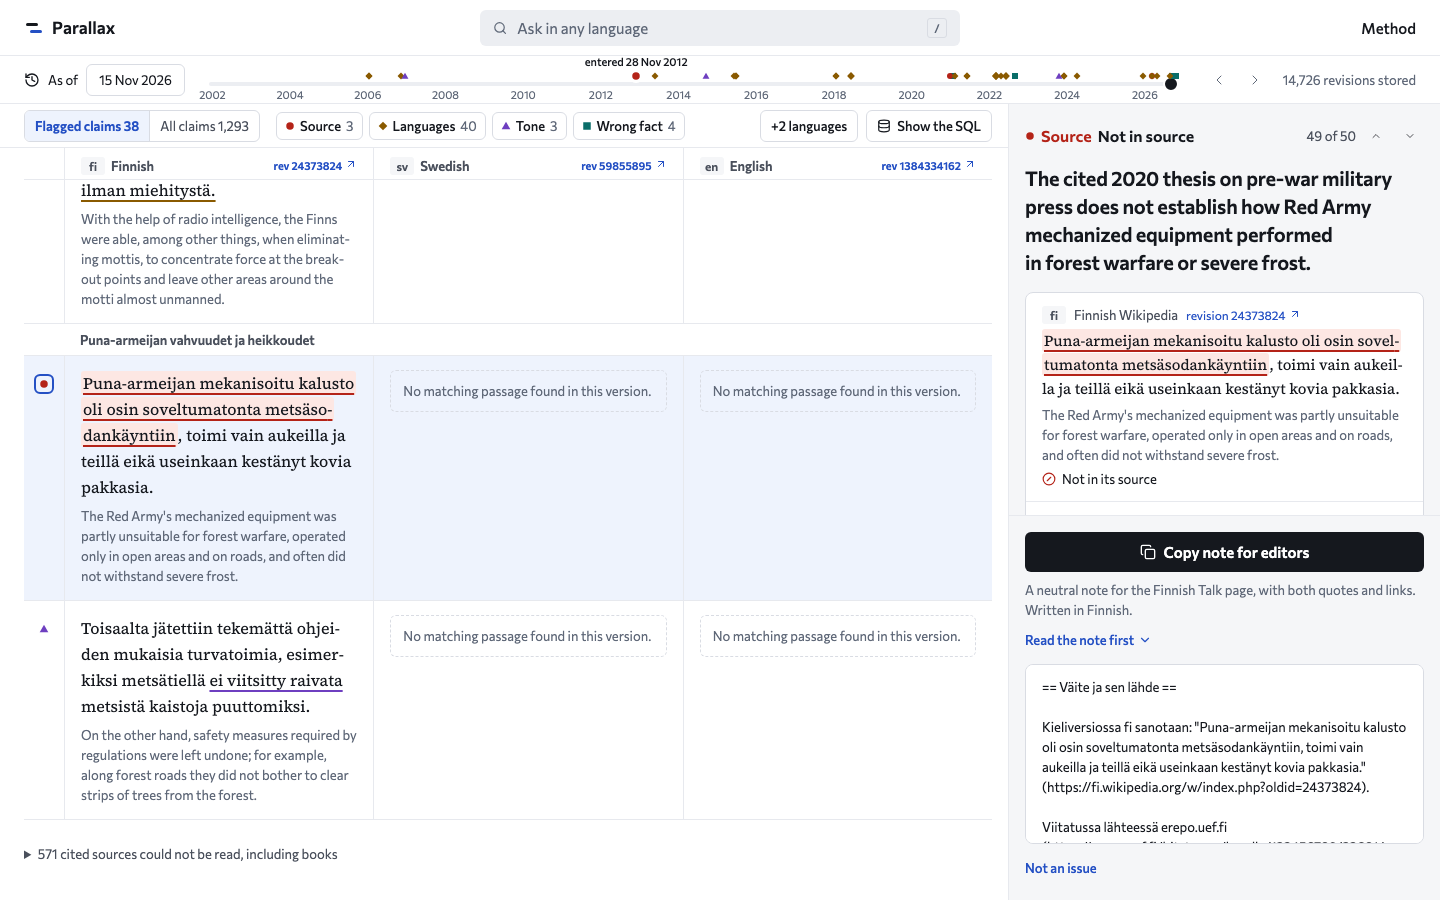 Parallax
Ask in any language
/
Method
As of
15 Nov 2026
entered 28 Nov 2012
2002 2004 2006 2008 2010 2012 2014 2016 2018 2020 2022 2024 2026
14,726 revisions stored
Flagged claims 38
All claims 1,293
Source 3
Languages 40
Tone 3
Wrong fact 4
+2 languages
Show the SQL
fi Finnish rev 24373824
sv Swedish rev 59855895
en English rev 1384334162
ilman miehitystä.
With the help of radio intelligence, the Finns
were able, among other things, when eliminat-
ing mottis, to concentrate force at the break-
out points and leave other areas around the
motti almost unmanned.
Puna-armeijan vahvuudet ja heikkoudet
Puna-armeijan mekanisoitu kalusto
oli osin soveltumatonta metsäso-
dankäyntiin, toimi vain aukeilla ja
teillä eikä useinkaan kestänyt kovia
pakkasia.
The Red Army's mechanized equipment was
partly unsuitable for forest warfare, operated
only in open areas and on roads, and often did
not withstand severe frost.
No matching passage found in this version.
No matching passage found in this version.
Toisaalta jätettiin tekemättä ohjei-
den mukaisia turvatoimia, esimer-
kiksi metsätiellä ei viitsitty raivata
metsistä kaistoja puuttomiksi.
On the other hand, safety measures required by
regulations were left undone; for example,
along forest roads they did not bother to clear
strips of trees from the forest.
No matching passage found in this version.
No matching passage found in this version.
571 cited sources could not be read, including books
Source Not in source
49 of 50
The cited 2020 thesis on pre-war military
press does not establish how Red Army
mechanized equipment performed
in forest warfare or severe frost.
fi Finnish Wikipedia revision 24373824
Puna-armeijan mekanisoitu kalusto oli osin sovel-
tumatonta metsäsodankäyntiin, toimi vain aukeil-
la ja teillä eikä useinkaan kestänyt kovia pakkasia.
The Red Army's mechanized equipment was partly unsuitable
for forest warfare, operated only in open areas and on roads,
and often did not withstand severe frost.
Not in its source
Copy note for editors
A neutral note for the Finnish Talk page, with both quotes and links.
Written in Finnish.
Read the note first
== Väite ja sen lähde ==
Kieliversiossa fi sanotaan: "Puna-armeijan mekanisoitu kalusto
oli osin soveltumatonta metsäsodankäyntiin, toimi vain
aukeilla ja teillä eikä useinkaan kestänyt kovia pakkasia."
(https://fi.wikipedia.org/w/index.php?oldid=24373824).
Viitatussa lähteessä erepo.uef.fi
Not an issue